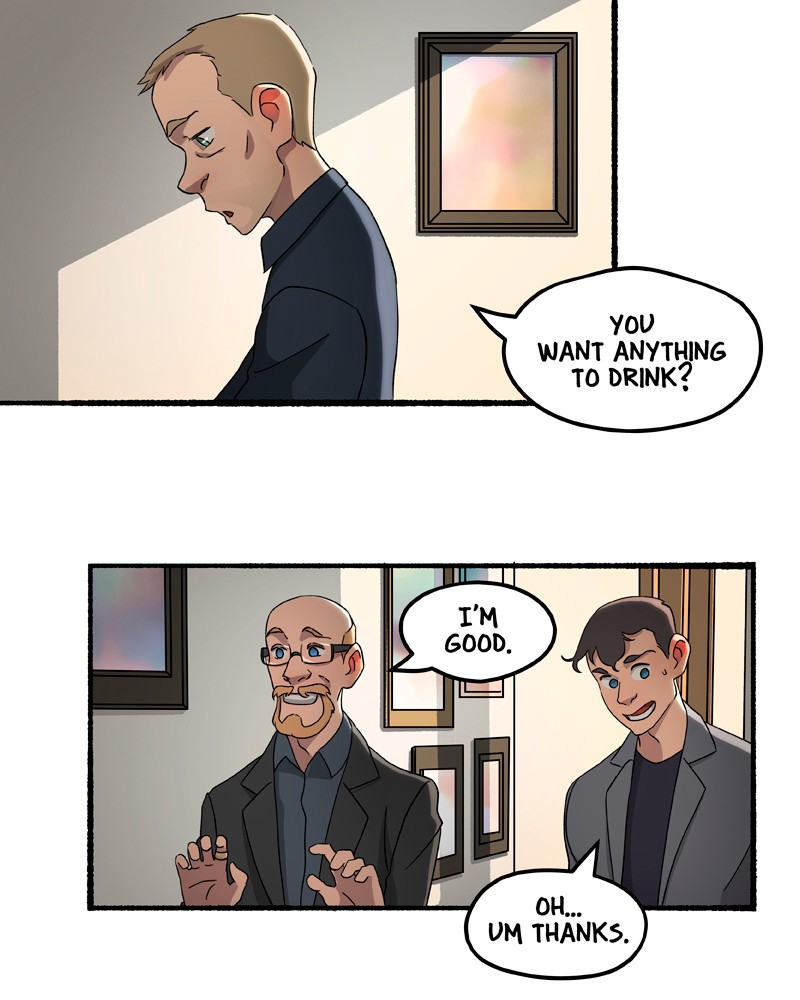 YOU
WANT ANYTHING
TO DRINK?
I'M
GOOD.
OH...
UM THANKS.